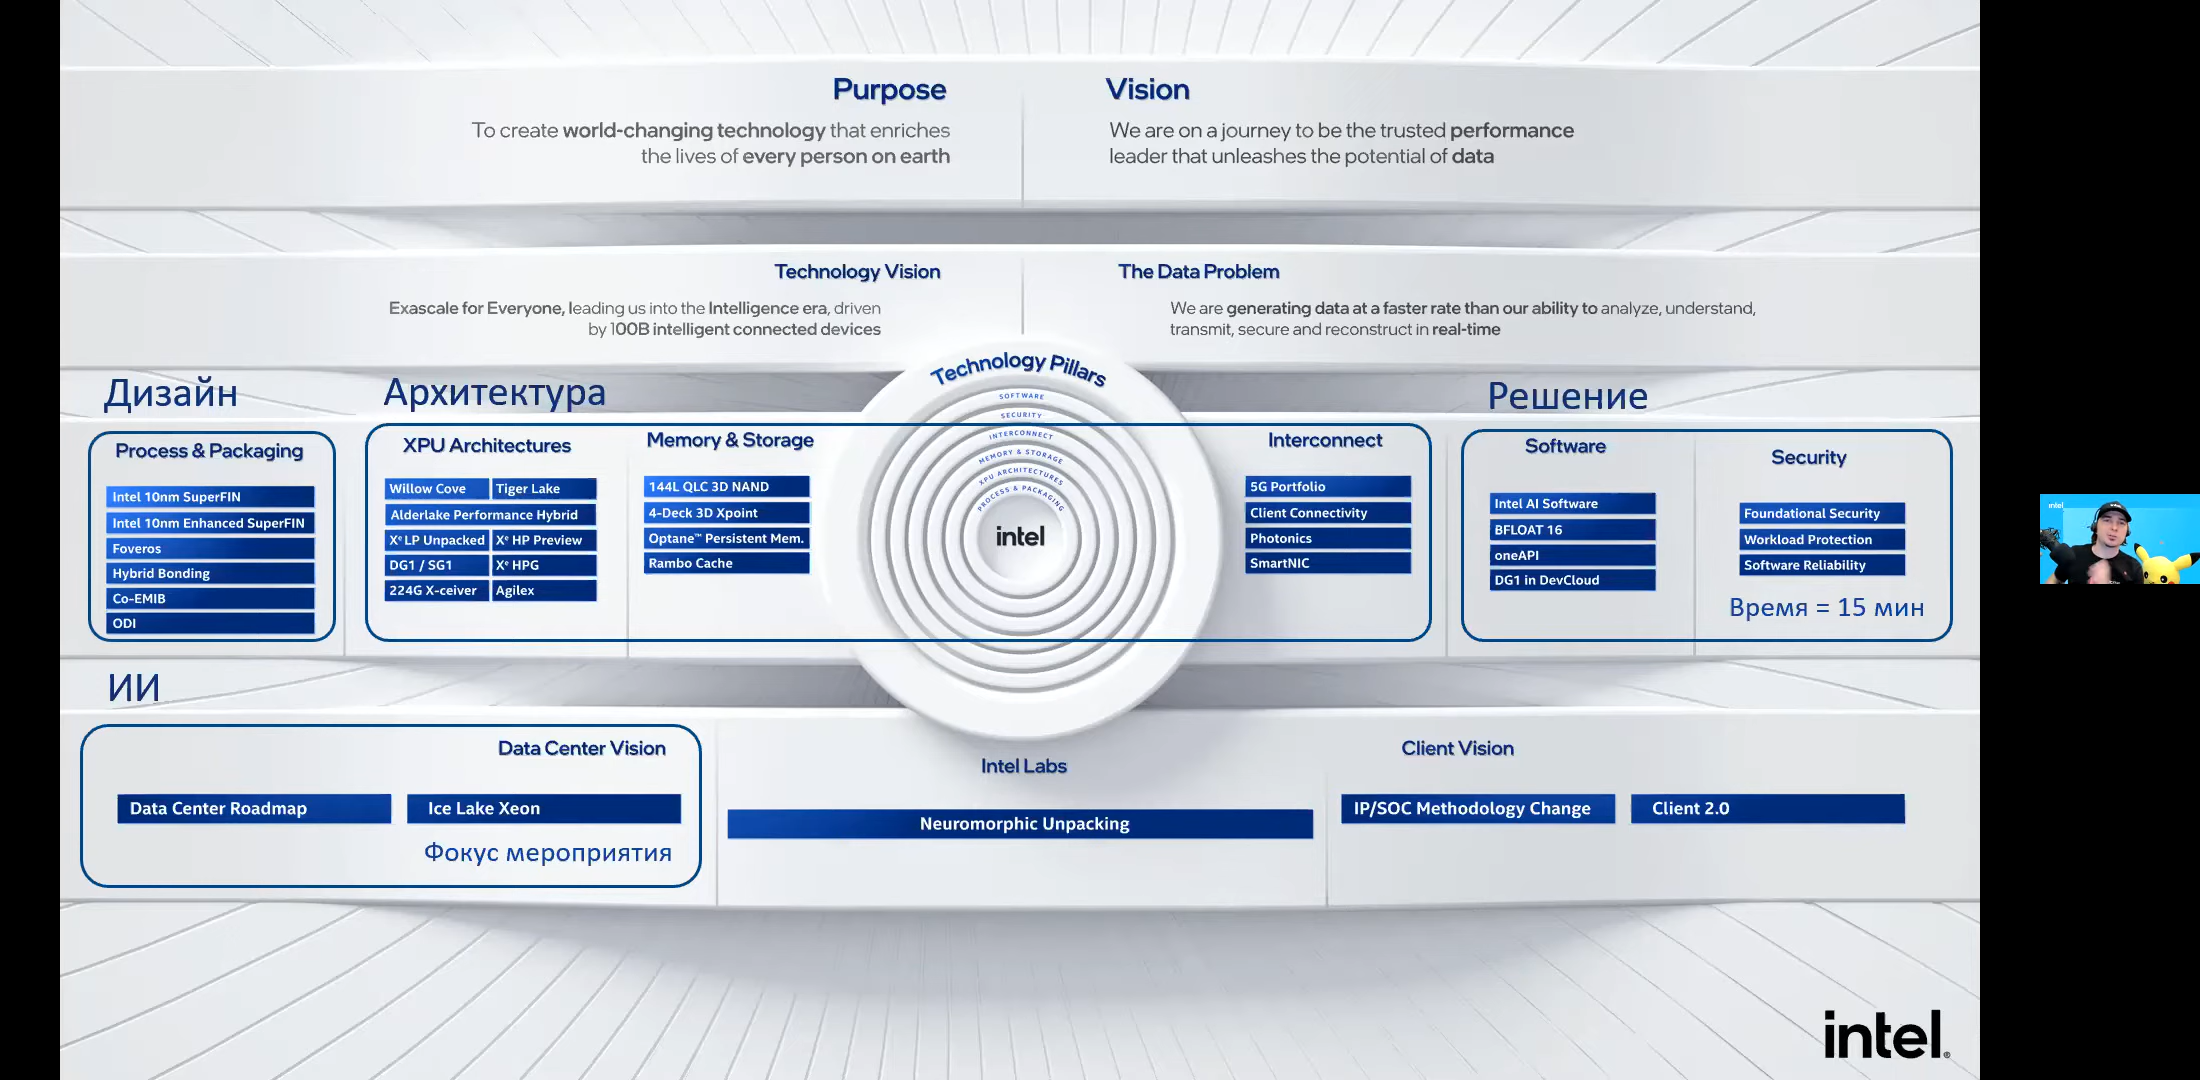 Purpose
To create world-changing technology that enriches
the lives of every person on earth
Vision
We are on a journey to be the trusted performance
leader that unleashes the potential of data
Technology Vision
Exascale for Everyone, leading us into the Intelligence era, driven
by 100B intelligent connected devices
The Data Problem
We are generating data at a faster rate than our ability to analyze, understand,
transmit, secure and reconstruct in real-time
Technology Pillars
SOFTWARE
SECURITY
INTERCONNECT
MEMORY & STORAGE
XPU ARCHITECTURES
PROCESS & PACKAGING
intel
Дизайн
Process & Packaging
Intel 10nm SuperFIN
Intel 10nm Enhanced SuperFIN
Foveros
Hybrid Bonding
Co-EMIB
ODI
Архитектура
XPU Architectures
Willow Cove
Tiger Lake
Alderlake Performance Hybrid
Xᵉ LP Unpacked
Xᵉ HP Preview
DG1 / SG1
Xᵉ HPG
224G X-ceiver
Agilex
Memory & Storage
144L QLC 3D NAND
4-Deck 3D Xpoint
Optane™ Persistent Mem.
Rambo Cache
Interconnect
5G Portfolio
Client Connectivity
Photonics
SmartNIC
Решение
Software
Intel AI Software
BFLOAT 16
oneAPI
DG1 in DevCloud
Security
Foundational Security
Workload Protection
Software Reliability
Время = 15 мин
ИИ
Data Center Vision
Data Center Roadmap
Ice Lake Xeon
Фокус мероприятия
Intel Labs
Neuromorphic Unpacking
Client Vision
IP/SOC Methodology Change
Client 2.0
intel
intel®